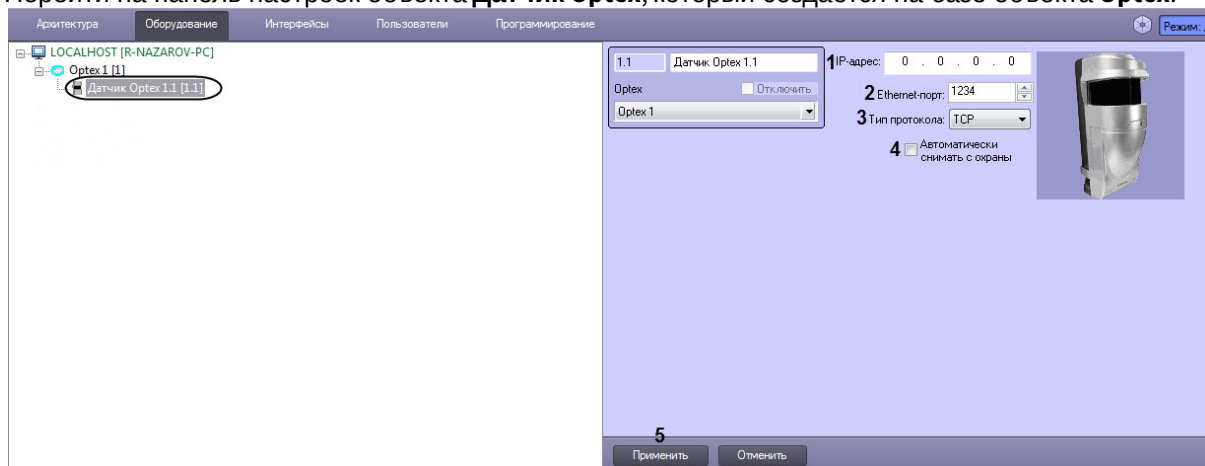 Перейти на панель настроек объекта Датчик Optex, который создается на базе объекта Optex.
Архитектура Оборудование Интерфейсы Пользователи Программирование Режим:
LOCALHOST [R-NAZAROV-PC]
Optex 1 [1]
Датчик Optex 1.1 [1.1]
1.1 Датчик Optex 1.1
Optex Отключить
Optex 1
1 IP-адрес: 0 . 0 . 0 . 0
2 Ethernet-порт: 1234
3 Тип протокола: TCP
4 Автоматически
снимать с охраны
5
Применить Отменить